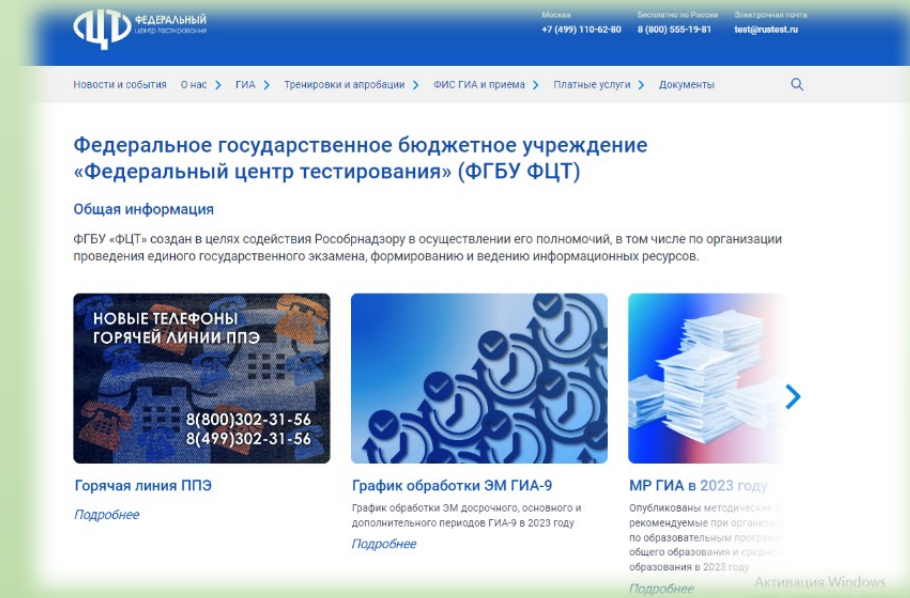 ФЕДЕРАЛЬНЫЙ
центр тестирования
Москва
+7 (499) 110-62-80
Бесплатно по России
8 (800) 555-19-81
Электронная почта
test@rustest.ru
Новости и события О нас ГИА Тренировки и апробации ФИС ГИА и приема Платные услуги Документы
Федеральное государственное бюджетное учреждение
«Федеральный центр тестирования» (ФГБУ ФЦТ)
Общая информация
ФГБУ «ФЦТ» создан в целях содействия Рособрнадзору в осуществлении его полномочий, в том числе по организации
проведения единого государственного экзамена, формированию и ведению информационных ресурсов.
НОВЫЕ ТЕЛЕФОНЫ
ГОРЯЧЕЙ ЛИНИИ ППЭ
8(800)302-31-56
8(499)302-31-56
Горячая линия ППЭ
Подробнее
График обработки ЭМ ГИА-9
График обработки ЭМ досрочного, основного и
дополнительного периодов ГИА-9 в 2023 году
Подробнее
МР ГИА в 2023 году
Опубликованы методические
рекомендуемые при
по образовательным
общего образования и
образования в 2023 году
Подробнее
Активация Windows